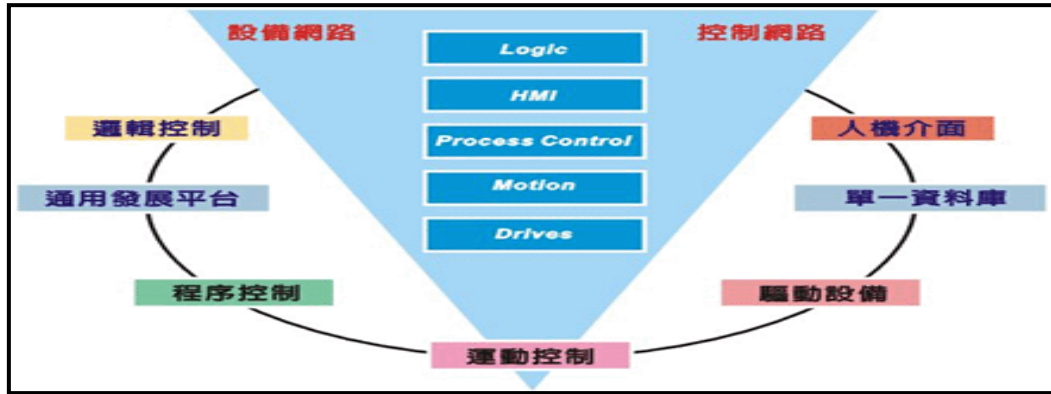 設備網路
控制網路
Logic
HMI
Process Control
Motion
Drives
邏輯控制
人機介面
通用發展平台
單一資料庫
程序控制
驅動設備
運動控制